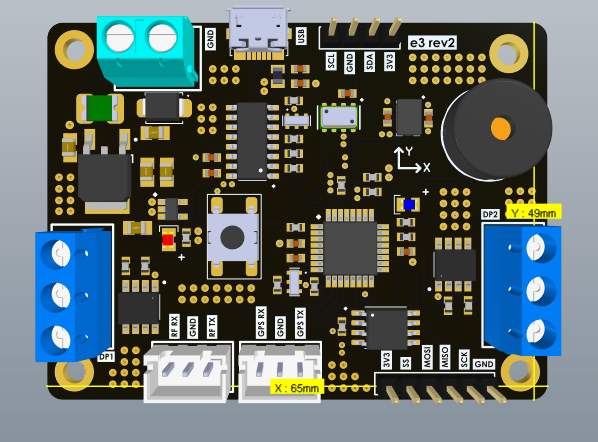 GND
USB
SCL
GND
SDA
3V3
e3 rev2
Y
X
+
DP2
Y : 49mm
+
DP1
RF RX
GND
RF TX
GPS RX
GND
GPS TX
3V3
SS
MOSI
MISO
SCK
GND
X : 65mm